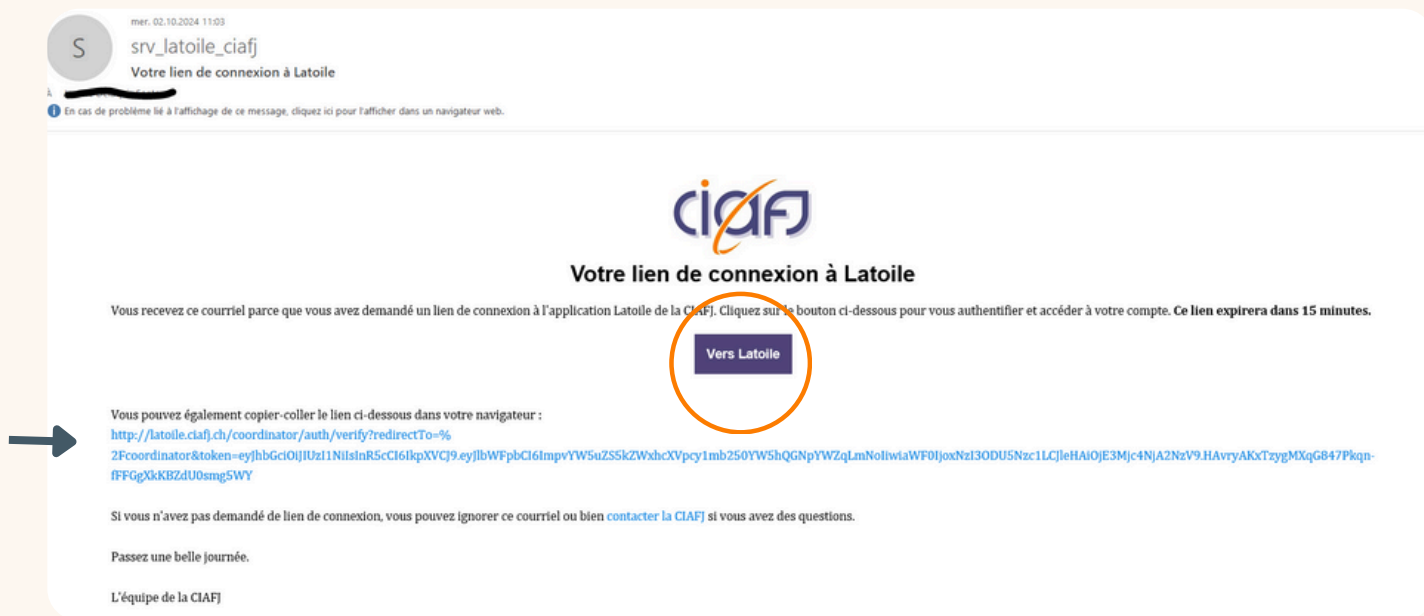 mer. 02.10.2024 11:03
S
srv_latoile_ciafj
Votre lien de connexion à Latoile
À
En cas de problème lié à l'affichage de ce message, cliquez ici pour l'afficher dans un navigateur web.
ciafj
Votre lien de connexion à Latoile
Vous recevez ce courriel parce que vous avez demandé un lien de connexion à l'application Latoile de la CIAFJ. Cliquez sur le bouton ci-dessous pour vous authentifier et accéder à votre compte. Ce lien expirera dans 15 minutes.
Vers Latoile
Vous pouvez également copier-coller le lien ci-dessous dans votre navigateur :
http://latoile.ciafj.ch/coordinator/auth/verify?redirectTo=%
2Fcoordinator&token=
Si vous n'avez pas demandé de lien de connexion, vous pouvez ignorer ce courriel ou bien contacter la CIAFJ si vous avez des questions.
Passez une belle journée.
L'équipe de la CIAFJ